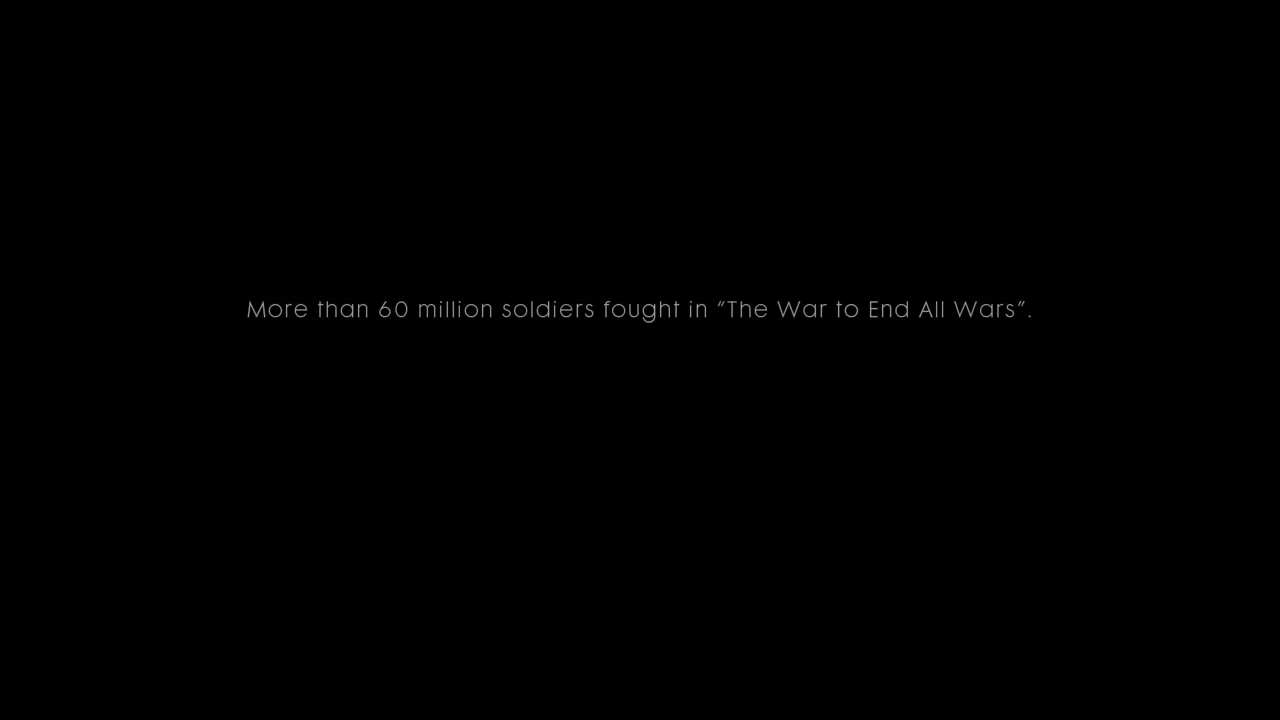 More than 60 million soldiers fought in “The War to End All Wars”.